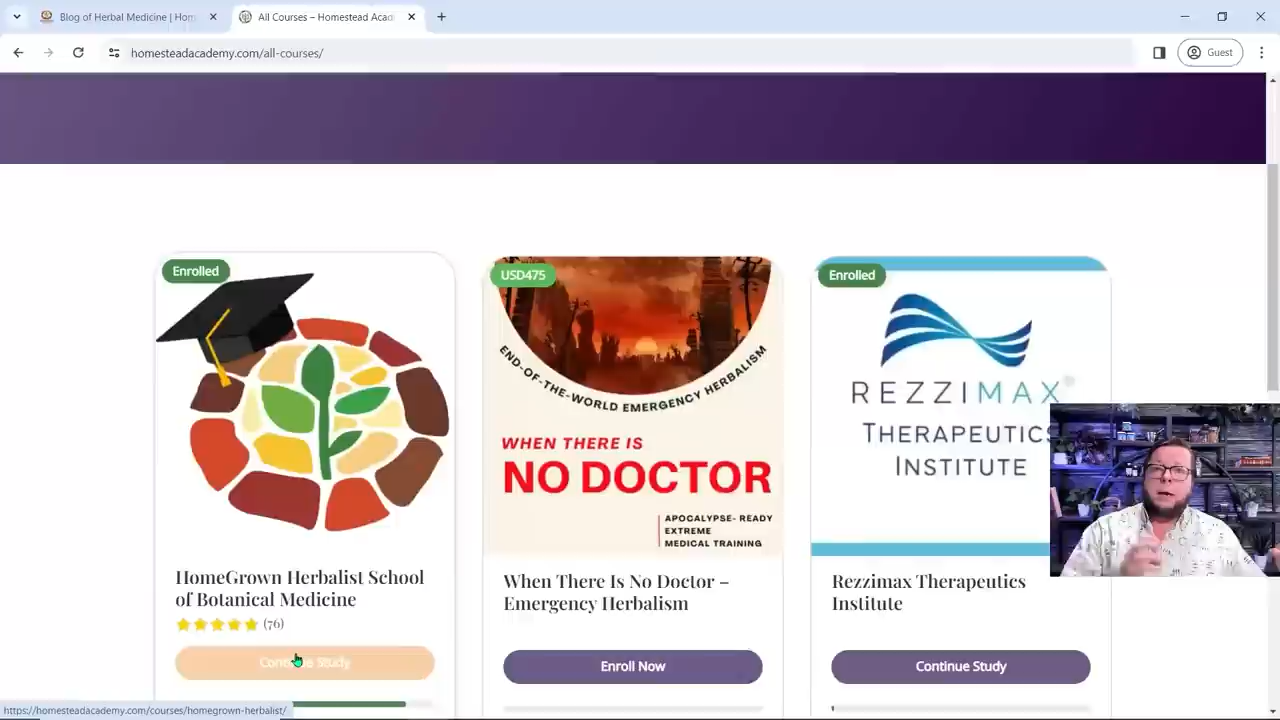 Blog of Herbal Medicine | Hom
All Courses – Homestead Acad
homesteadacademy.com/all-courses/
Guest
Enrolled
USD475
Enrolled
END-OF-THE-WORLD EMERGENCY HERBALISM
WHEN THERE IS
NO DOCTOR
APOCALYPSE- READY
EXTREME
MEDICAL TRAINING
REZZIMAX®
THERAPEUTICS
INSTITUTE
HomeGrown Herbalist School
of Botanical Medicine
(76)
Continue Study
When There Is No Doctor –
Emergency Herbalism
Enroll Now
Rezzimax Therapeutics
Institute
Continue Study
https://homesteadacademy.com/courses/homegrown-herbalist/